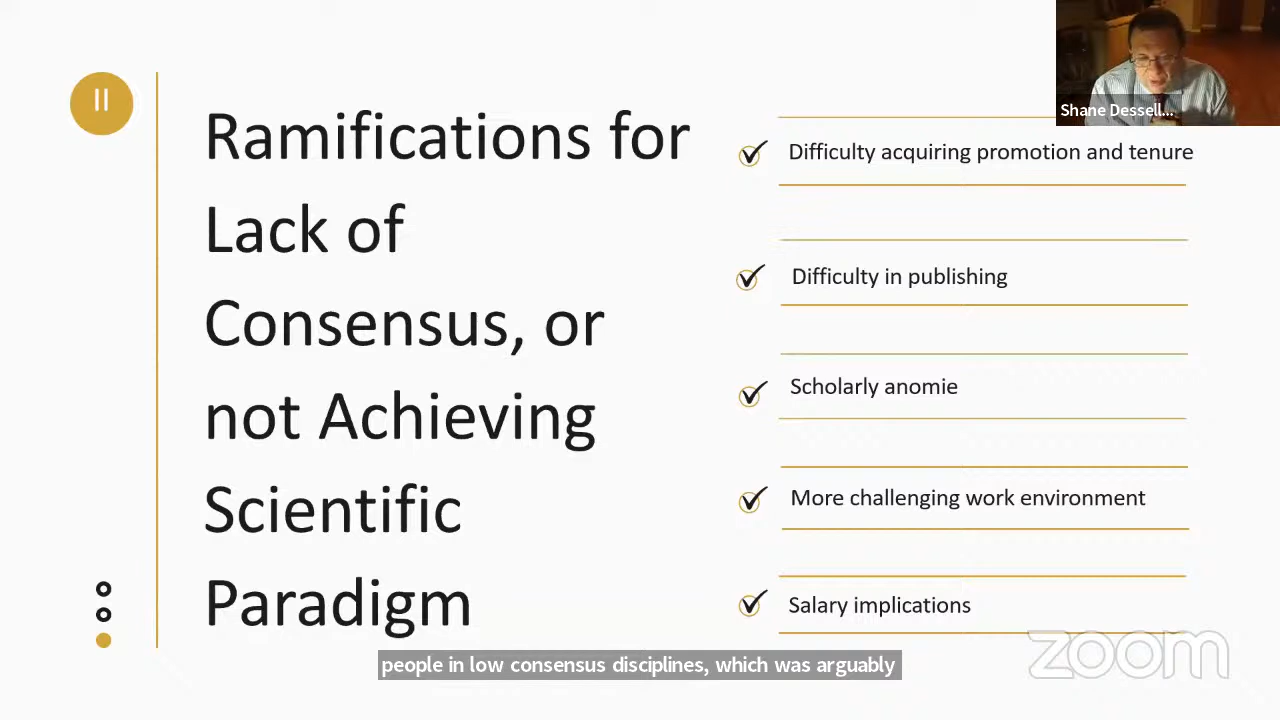 II
Ramifications for
Lack of
Consensus, or
not Achieving
Scientific
Paradigm
Difficulty acquiring promotion and tenure
Difficulty in publishing
Scholarly anomie
More challenging work environment
Salary implications
Shane Dessell...
people in low consensus disciplines, which was arguably
zoom